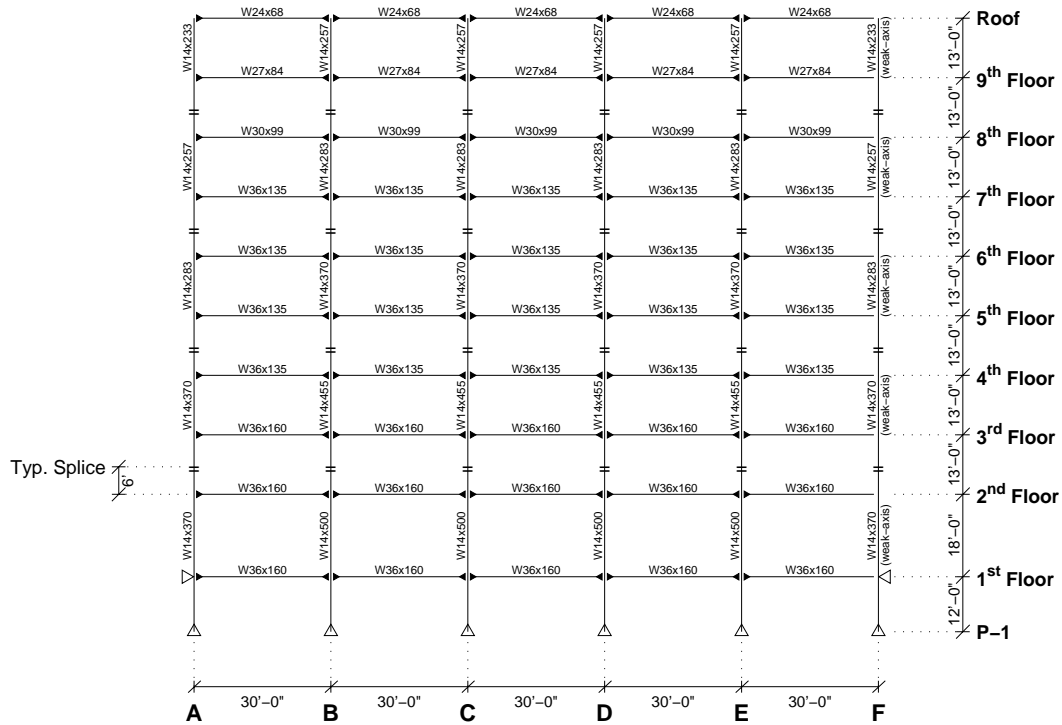 W24x68 W24x68 W24x68 W24x68 W24x68 Roof
W14x233 W14x257 W14x257 W14x257 W14x257 W14x233 (weak–axis) 13'–0"
W27x84 W27x84 W27x84 W27x84 W27x84 9th Floor
13'–0"
W30x99 W30x99 W30x99 W30x99 W30x99 8th Floor
W14x257 W14x283 W14x283 W14x283 W14x283 W14x257 (weak–axis) 13'–0"
W36x135 W36x135 W36x135 W36x135 W36x135 7th Floor
13'–0"
W36x135 W36x135 W36x135 W36x135 W36x135 6th Floor
W14x283 W14x370 W14x370 W14x370 W14x370 W14x283 (weak–axis) 13'–0"
W36x135 W36x135 W36x135 W36x135 W36x135 5th Floor
13'–0"
W36x135 W36x135 W36x135 W36x135 W36x135 4th Floor
W14x370 W14x455 W14x455 W14x455 W14x455 W14x370 (weak–axis) 13'–0"
W36x160 W36x160 W36x160 W36x160 W36x160 3rd Floor
Typ. Splice 6' 13'–0"
W36x160 W36x160 W36x160 W36x160 W36x160 2nd Floor
W14x370 W14x500 W14x500 W14x500 W14x500 W14x370 (weak–axis) 18'–0"
W36x160 W36x160 W36x160 W36x160 W36x160 1st Floor
12'–0"
P–1
30'–0" 30'–0" 30'–0" 30'–0" 30'–0"
A B C D E F